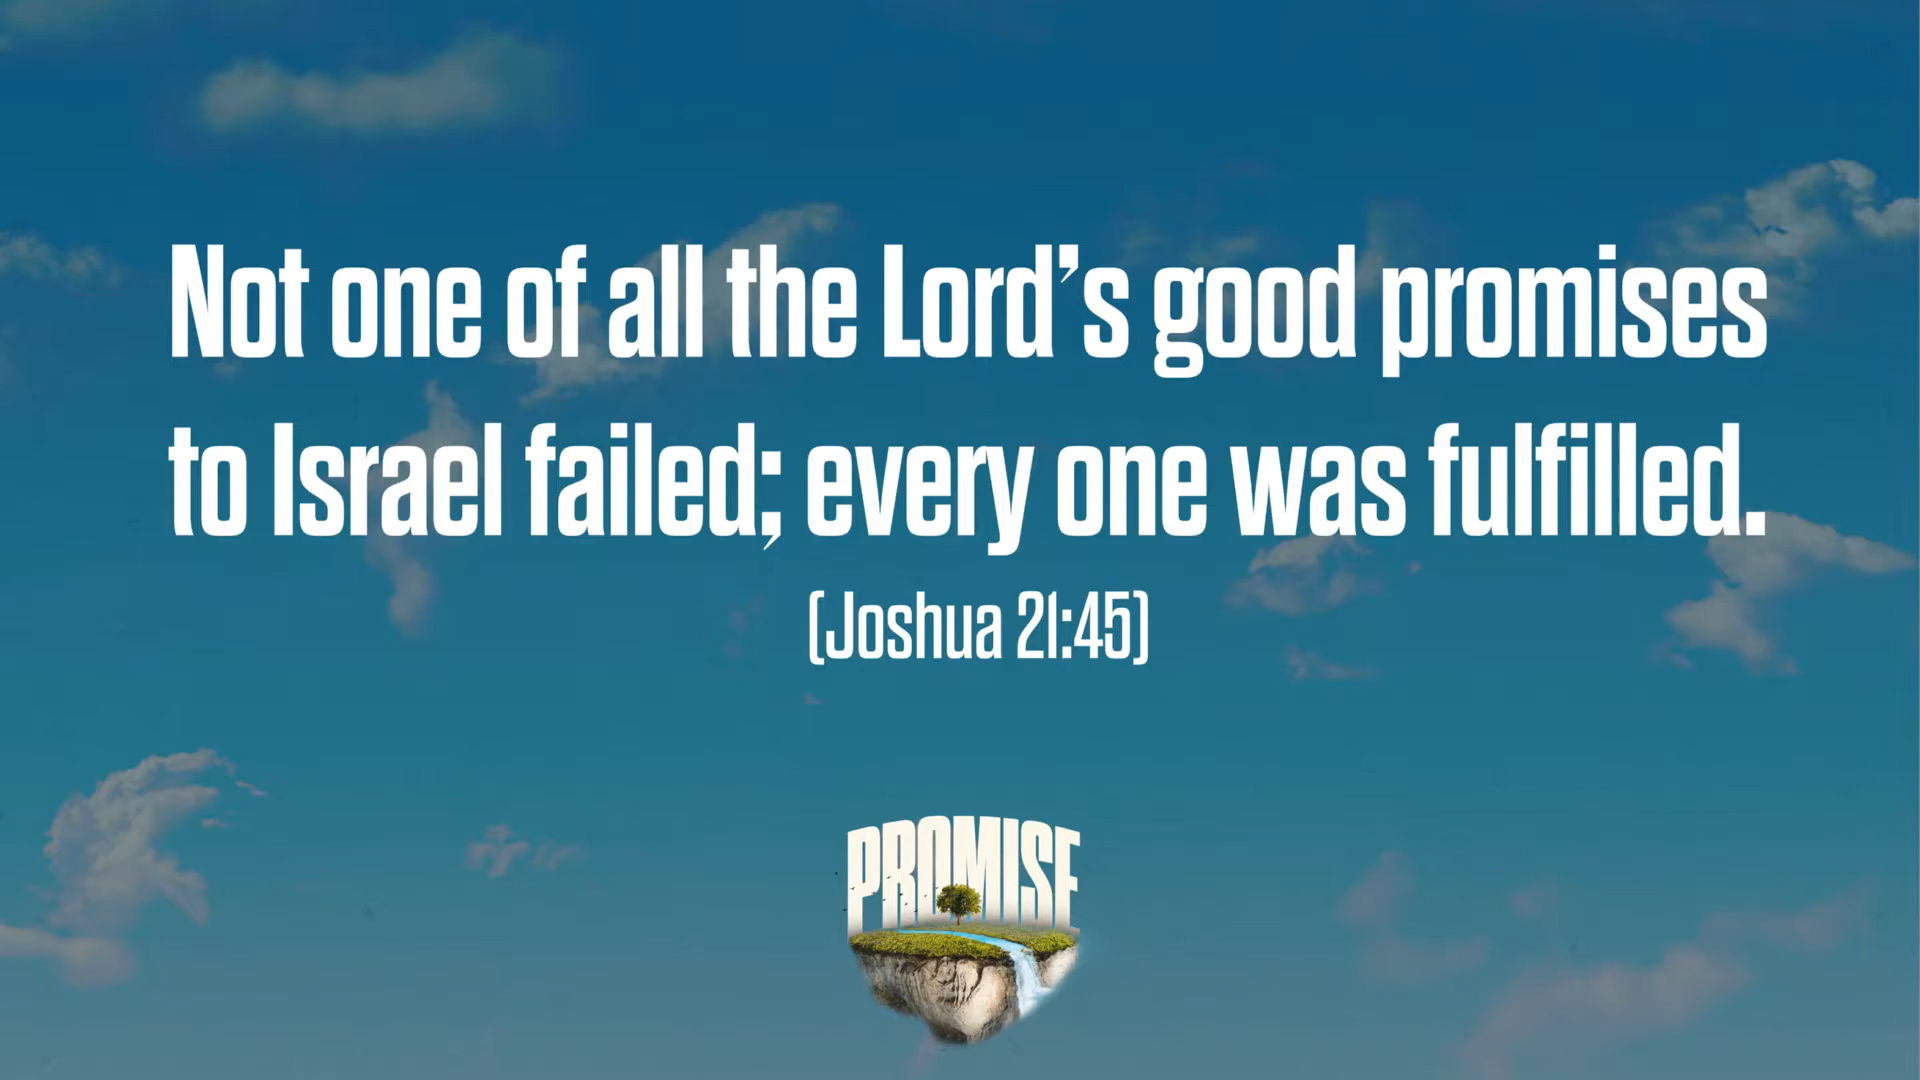 Not one of all the Lord’s good promises
to Israel failed; every one was fulfilled.
(Joshua 21:45)
PROMISE